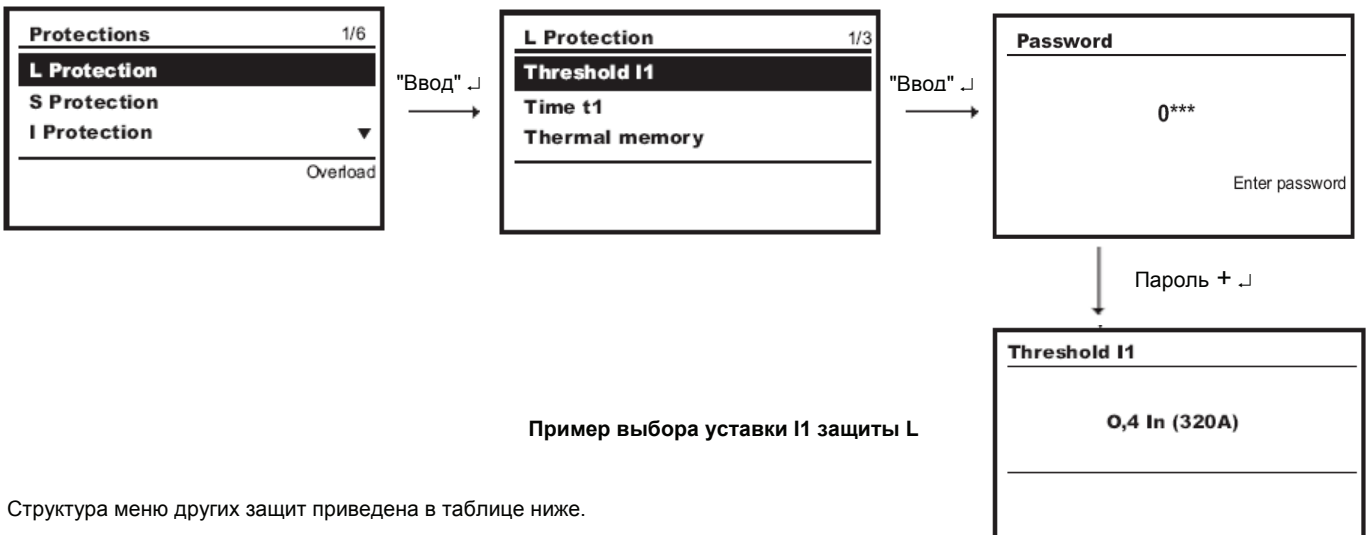 Protections 1/6
L Protection
S Protection
I Protection ▼
Overload
"Ввод" ↵
L Protection 1/3
Threshold I1
Time t1
Thermal memory
"Ввод" ↵
Password
0***
Enter password
Пароль + ↵
Threshold I1
0,4 In (320A)
Пример выбора уставки I1 защиты L
Структура меню других защит приведена в таблице ниже.